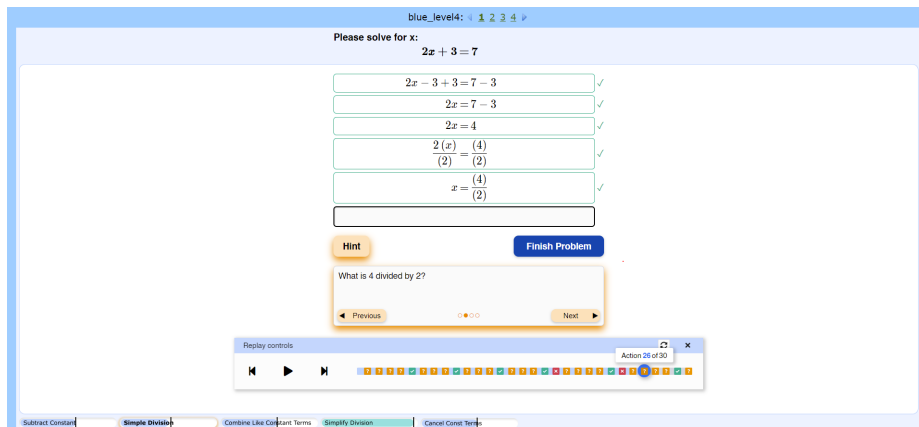 blue_level4: 1 2 3 4
Please solve for x:
2x + 3 = 7
2x − 3 + 3 = 7 − 3
2x = 7 − 3
2x = 4
2 (x) / (2) = (4) / (2)
x = (4) / (2)
Hint
Finish Problem
What is 4 divided by 2?
Previous
Next
Replay controls
Action 26 of 30
Subtract Constant
Simple Division
Combine Like Constant Terms
Simplify Division
Cancel Const Terms